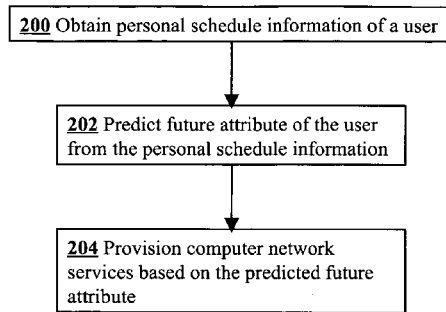 200 Obtain personal schedule information of a user
202 Predict future attribute of the user
from the personal schedule information
204 Provision computer network
services based on the predicted future
attribute